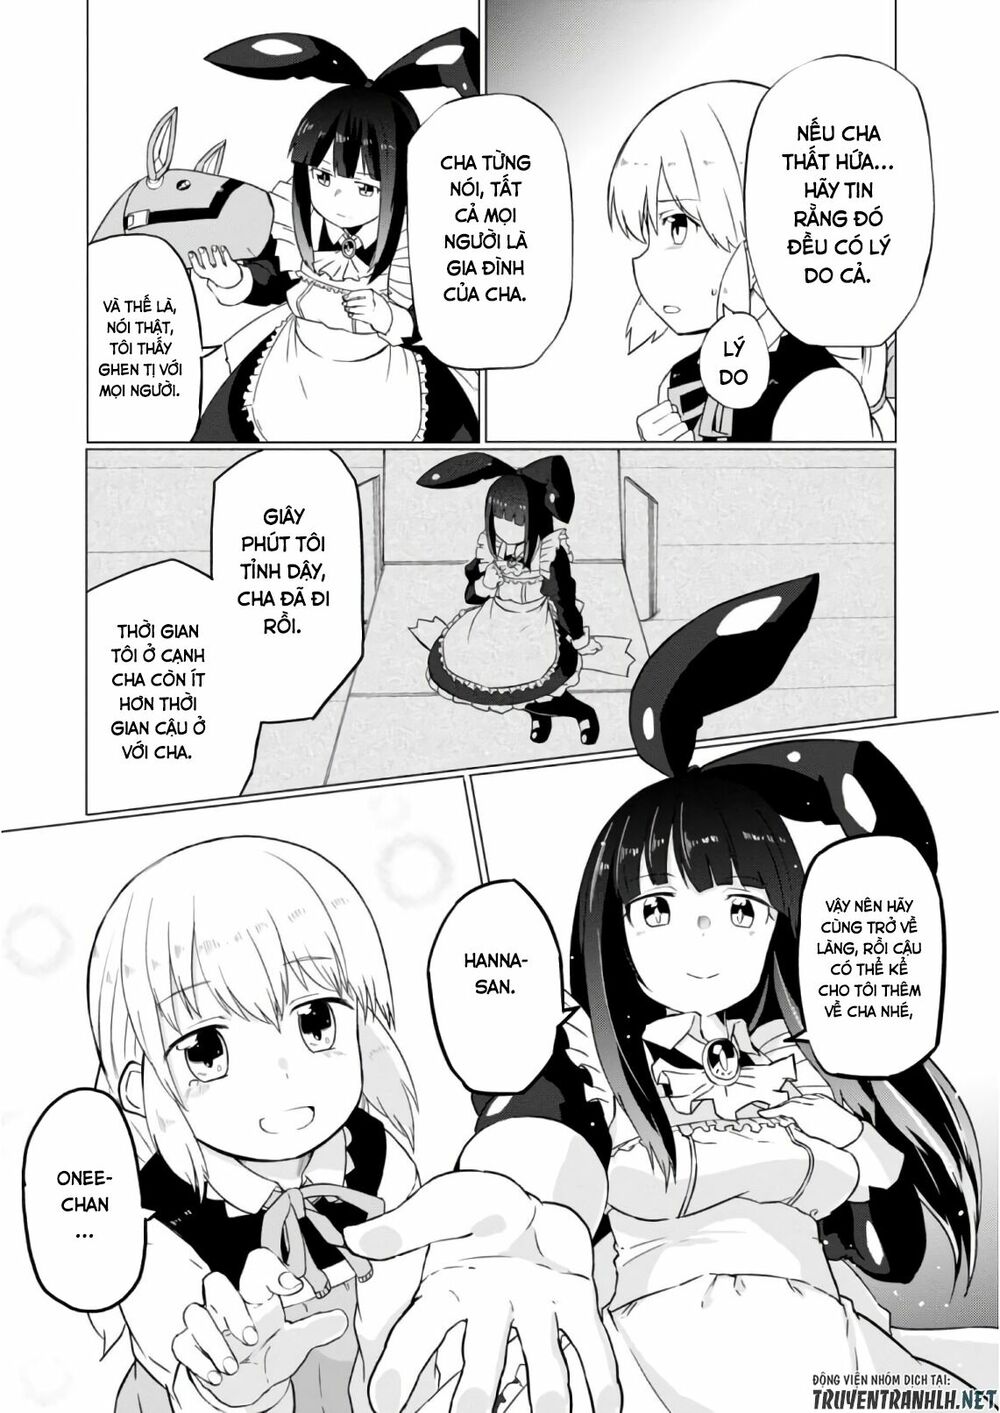 NẾU CHA
THẤT HỨA...
HÃY TIN
RẰNG ĐÓ
ĐỀU CÓ LÝ
DO CẢ.
LÝ
DO
CHA TỪNG
NÓI, TẤT
CẢ MỌI
NGƯỜI LÀ
GIA ĐÌNH
CỦA CHA.
VÀ THẾ LÀ,
NÓI THẬT,
TÔI THẤY
GHEN TỊ VỚI
MỌI NGƯỜI.
GIÂY
PHÚT TÔI
TỈNH DẬY,
CHA ĐÃ ĐI
RỒI.
THỜI GIAN
TÔI Ở CẠNH
CHA CÒN ÍT
HƠN THỜI
GIAN CẬU Ở
VỚI CHA.
VẬY NÊN HÃY
CÙNG TRỞ VỀ
LÀNG, RỒI CẬU
CÓ THỂ KỂ
CHO TÔI THÊM
VỀ CHA NHÉ,
HANNA-
SAN.
ONEE-
CHAN
...
ĐỘNG VIÊN NHÓM DỊCH TẠI:
TRUYENTRANHLH.NET